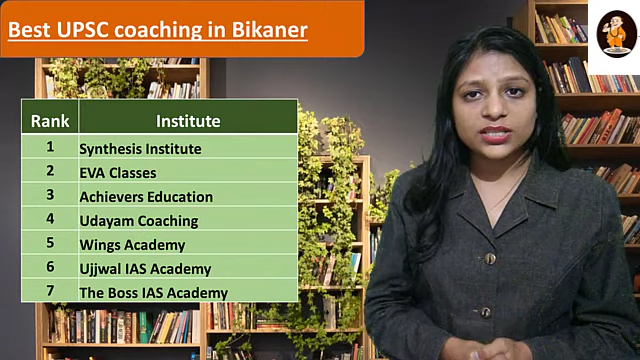 Best UPSC coaching in Bikaner
Rank Institute
1 Synthesis Institute
2 EVA Classes
3 Achievers Education
4 Udayam Coaching
5 Wings Academy
6 Ujjwal IAS Academy
7 The Boss IAS Academy